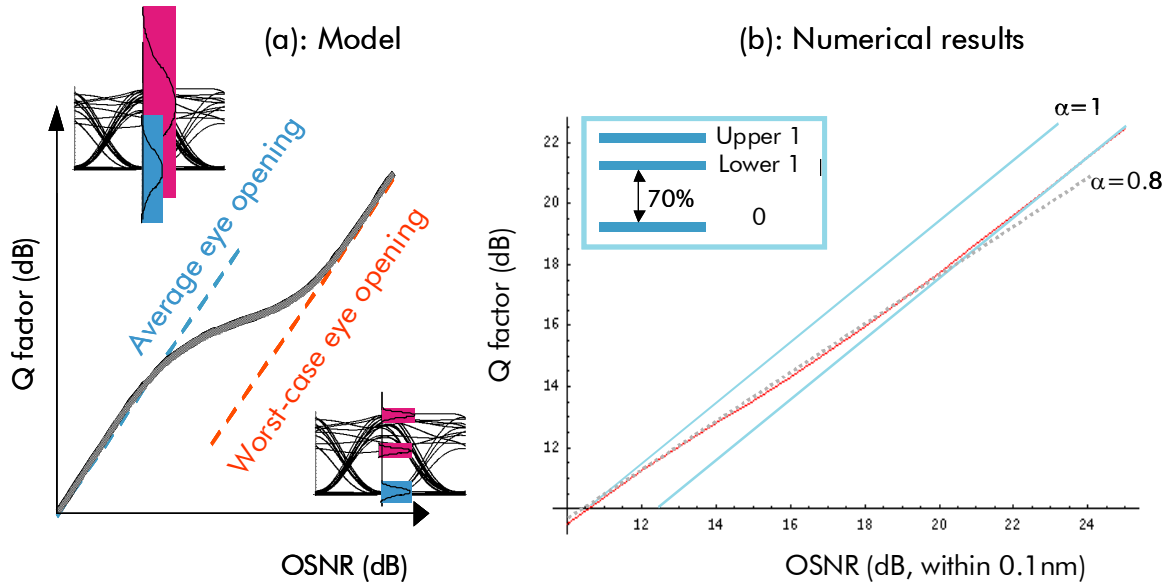 (a): Model
Q factor (dB)
Average eye opening
Worst-case eye opening
OSNR (dB)
(b): Numerical results
α=1
α=0.8
Upper 1
Lower 1
70%
0
Q factor (dB)
22
20
18
16
14
12
12
14
16
18
20
22
24
OSNR (dB, within 0.1nm)